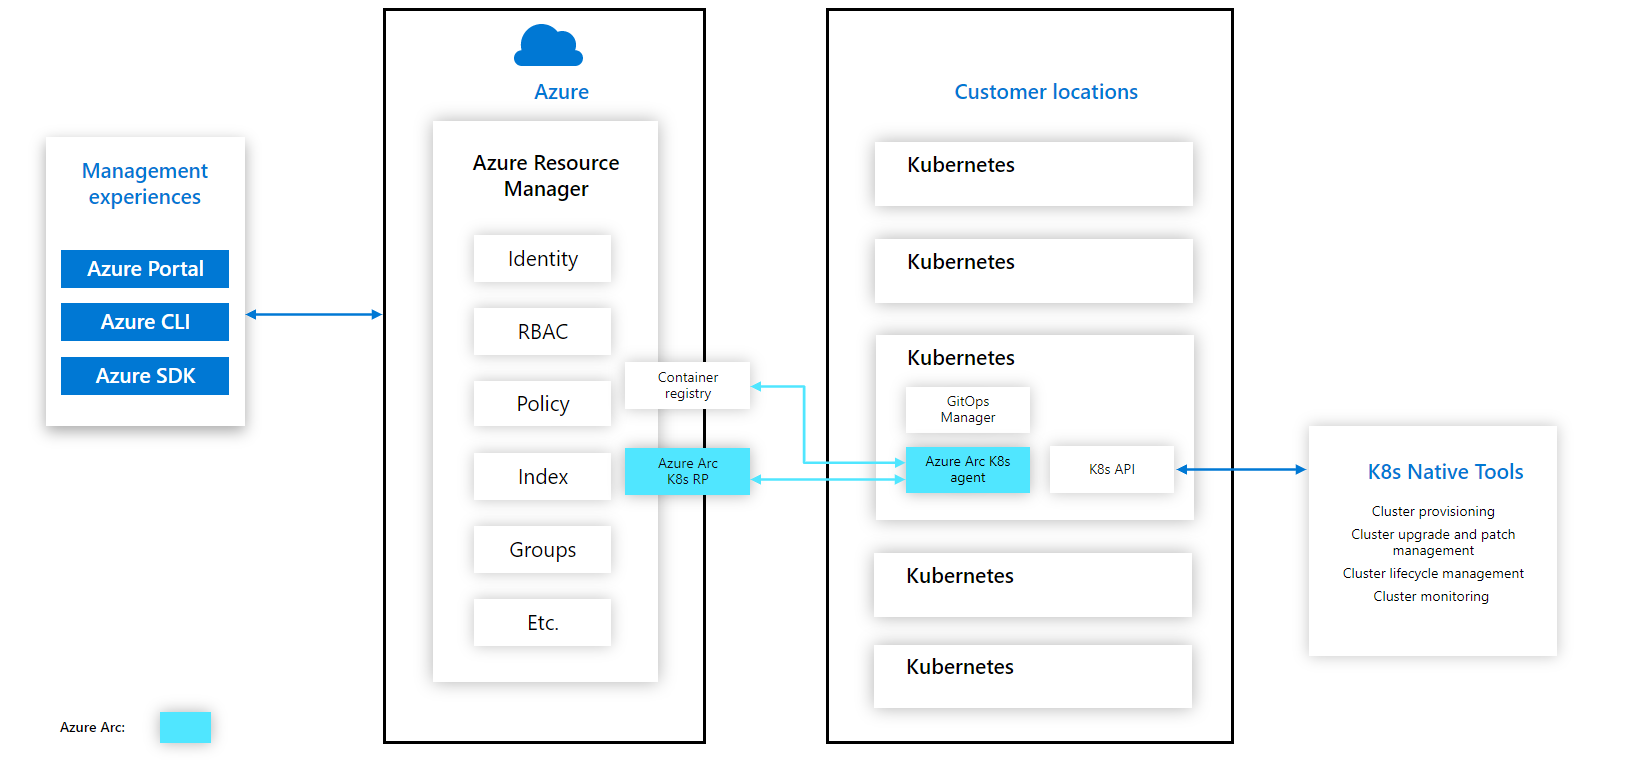 Management
experiences
Azure Portal
Azure CLI
Azure SDK
Azure
Azure Resource
Manager
Identity
RBAC
Policy
Index
Groups
Etc.
Container
registry
Azure Arc
K8s RP
Customer locations
Kubernetes
Kubernetes
Kubernetes
GitOps
Manager
Azure Arc K8s
agent
K8s API
Kubernetes
Kubernetes
K8s Native Tools
Cluster provisioning
Cluster upgrade and patch
management
Cluster lifecycle management
Cluster monitoring
Azure Arc: